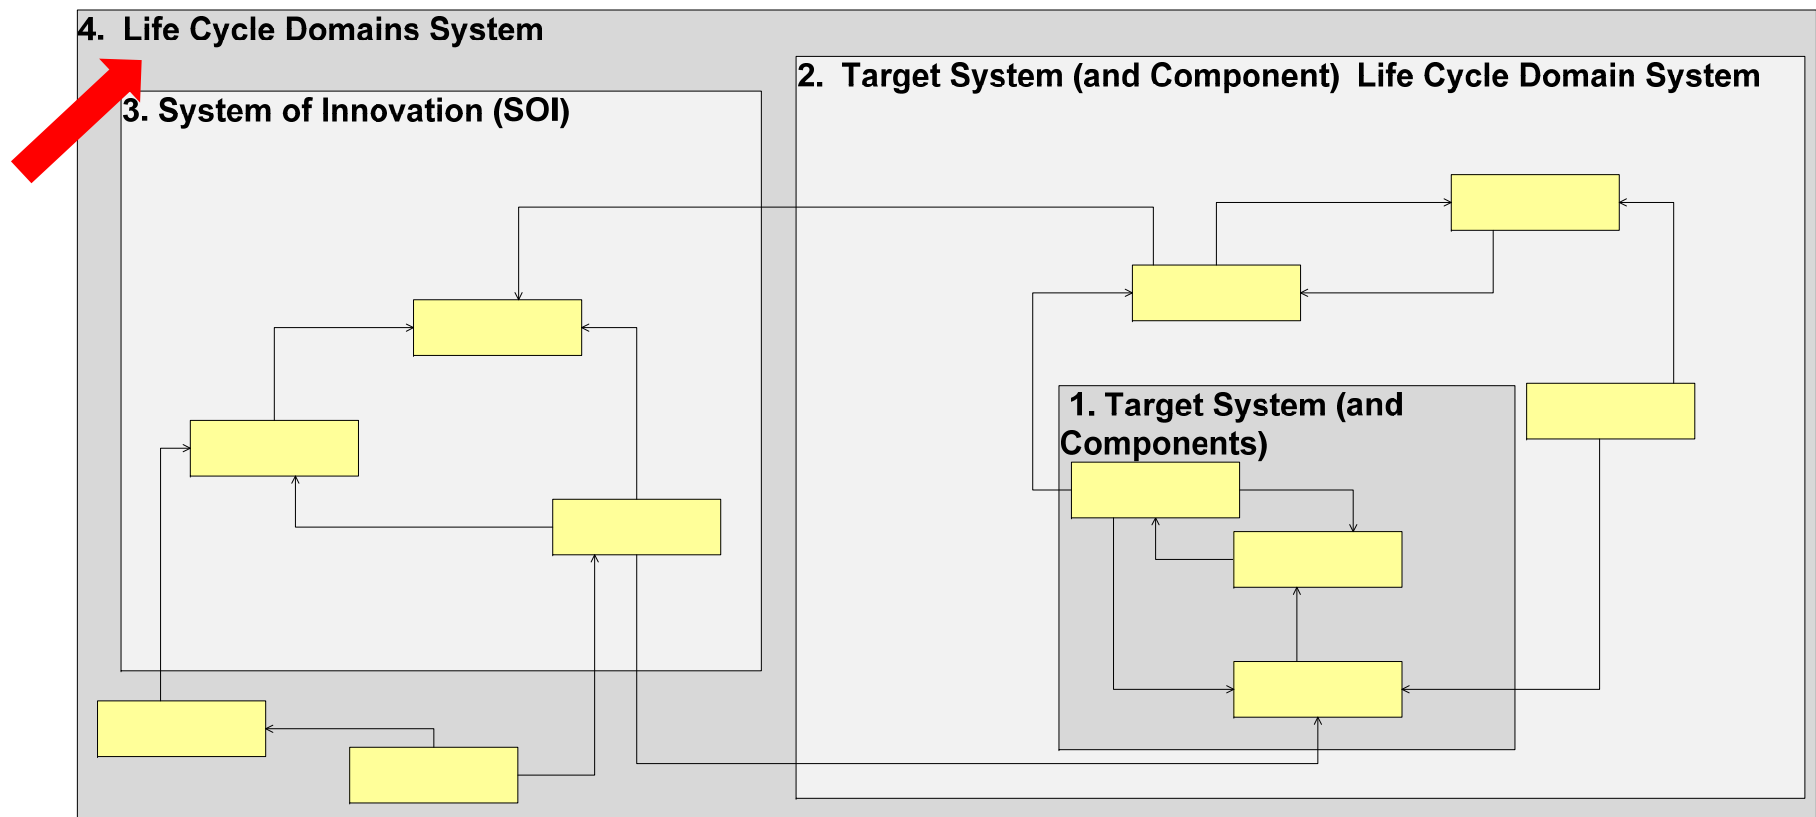 4.  Life Cycle Domains System
2.  Target System (and Component)  Life Cycle Domain System
3. System of Innovation (SOI)
1. Target System (and
Components)